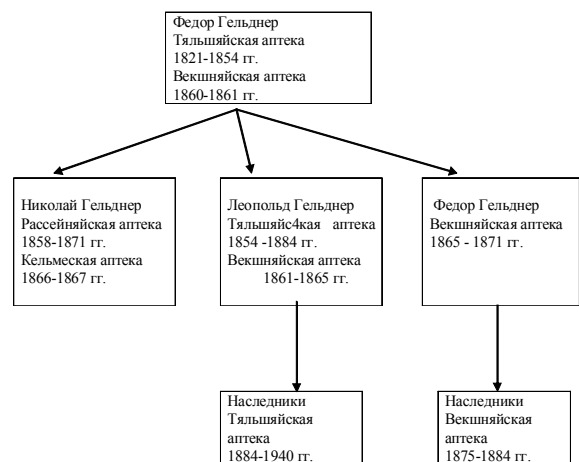 Федор Гельднер
Тяльшяйская аптека
1821-1854 гг.
Векшняйская аптека
1860-1861 гг.
Николай Гельднер
Рассейняйская аптека
1858-1871 гг.
Кельмеская аптека
1866-1867 гг.
Леопольд Гельднер
Тяльшяйс4кая аптека
1854 -1884 гг.
Векшняйская аптека
1861-1865 гг.
Федор Гельднер
Векшняйская аптека
1865 - 1871 гг.
Наследники
Тяльшяйская
аптека
1884-1940 гг.
Наследники
Векшняйская
аптека
1875-1884 гг.